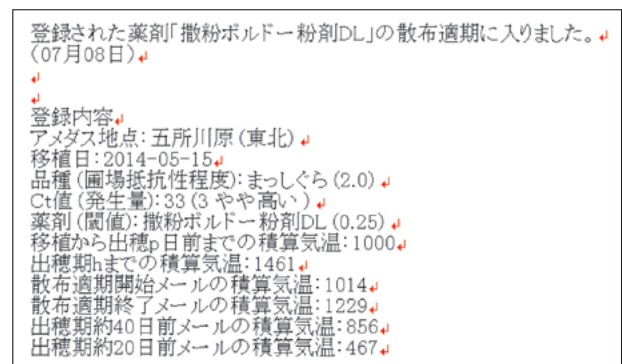 登録された薬剤「撒粉ボルドー粉剤DL」の散布適期に入りました。
（07月08日）
登録内容
アメダス地点：五所川原（東北）
移植日：2014-05-15
品種（圃場抵抗性程度）：まっしぐら（2.0）
Ct値（発生量）：33（3 やや高い）
薬剤（閾値）：撒粉ボルドー粉剤DL（0.25）
移植から出穂p日前までの積算気温：1000
出穂期hまでの積算気温：1461
散布適期開始メールの積算気温：1014
散布適期終了メールの積算気温：1229
出穂期約40日前メールの積算気温：856
出穂期約20日前メールの積算気温：467